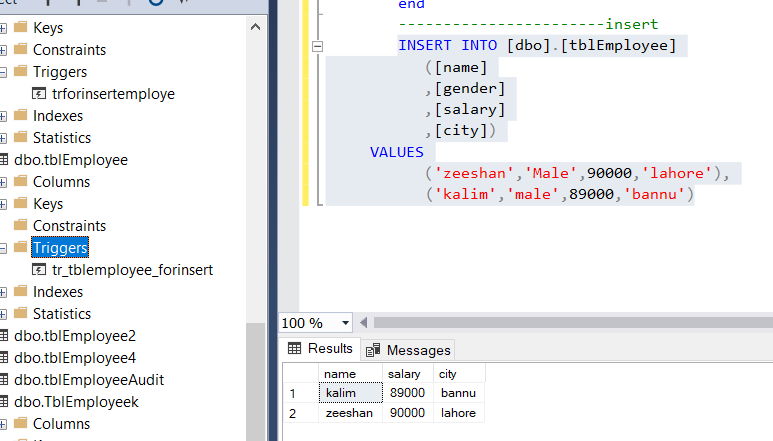 Keys
Constraints
Triggers
trforinsertemploye
Indexes
Statistics
dbo.tblEmployee
Columns
Keys
Constraints
Triggers
tr_tblemployee_forinsert
Indexes
Statistics
dbo.tblEmployee2
dbo.tblEmployee4
dbo.tblEmployeeAudit
dbo.TblEmployeek
Columns
end
-----------------------insert
INSERT INTO [dbo].[tblEmployee]
([name]
,[gender]
,[salary]
,[city])
VALUES
('zeeshan','Male',90000,'lahore'),
('kalim','male',89000,'bannu')
100 %
Results Messages
name salary city
1 kalim 89000 bannu
2 zeeshan 90000 lahore